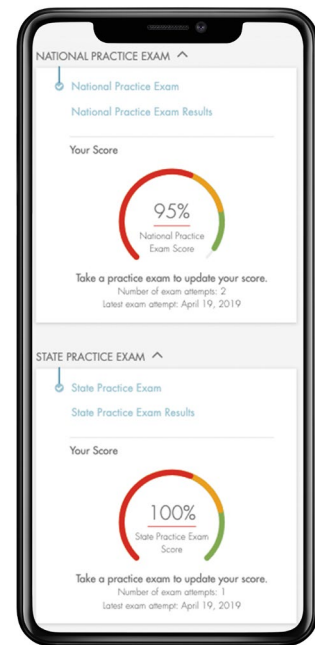 NATIONAL PRACTICE EXAM
National Practice Exam
National Practice Exam Results
Your Score
95%
National Practice
Exam Score
Take a practice exam to update your score.
Number of exam attempts: 2
Latest exam attempt: April 19, 2019
STATE PRACTICE EXAM
State Practice Exam
State Practice Exam Results
Your Score
100%
State Practice Exam
Score
Take a practice exam to update your score.
Number of exam attempts: 1
Latest exam attempt: April 19, 2019